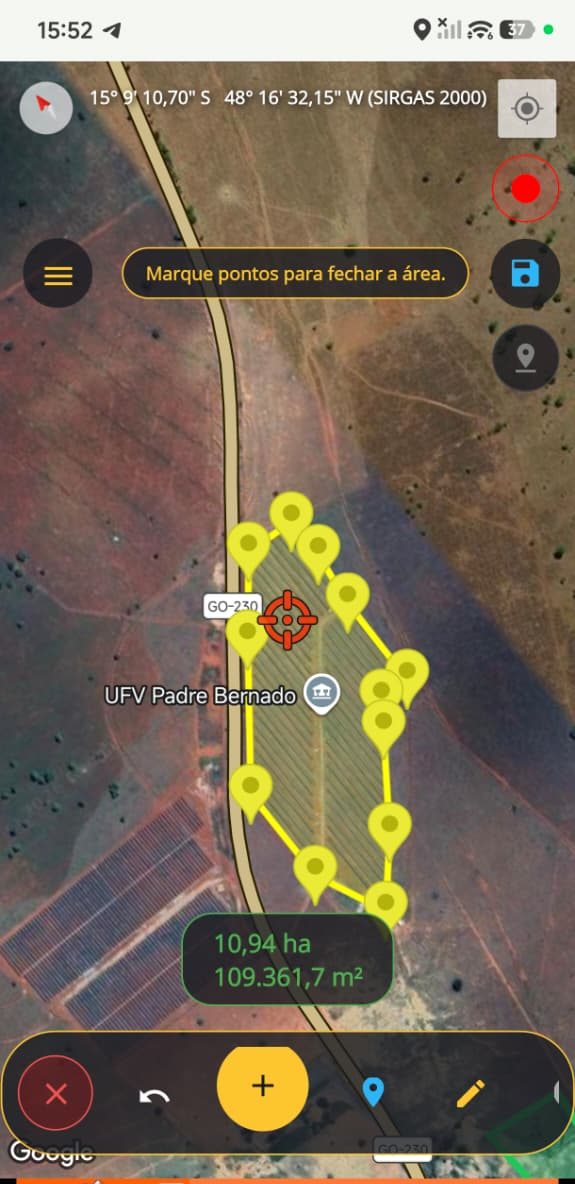 15:52
37
15° 9' 10,70" S 48° 16' 32,15" W (SIRGAS 2000)
Marque pontos para fechar a área.
GO-230
UFV Padre Bernado
10,94 ha
109.361,7 m²
+
GO-230
Google